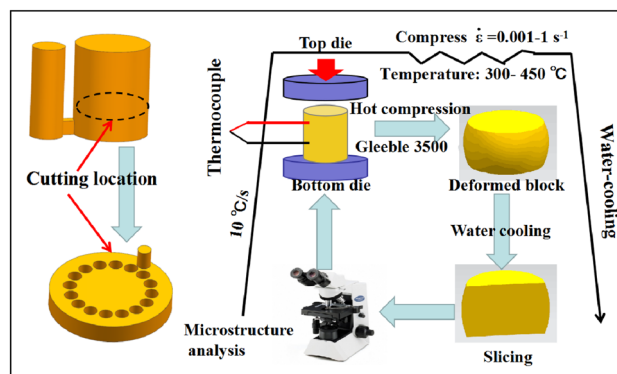 Compress ε̇ =0.001-1 s⁻¹
Top die
Temperature: 300- 450 ℃
Thermocouple
Hot compression
Gleeble 3500
Water-cooling
Cutting location
Bottom die
Deformed block
10 ℃/s
Water cooling
Microstructure
analysis
Slicing